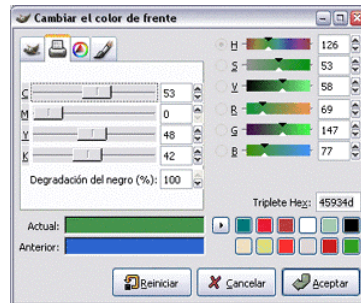 Cambiar el color de frente
C 53
M 0
Y 48
K 42
Degradación del negro (%): 100
H 126
S 53
V 58
R 69
G 147
B 77
Triplete Hex: 45934d
Actual:
Anterior:
Reiniciar
Cancelar
Aceptar